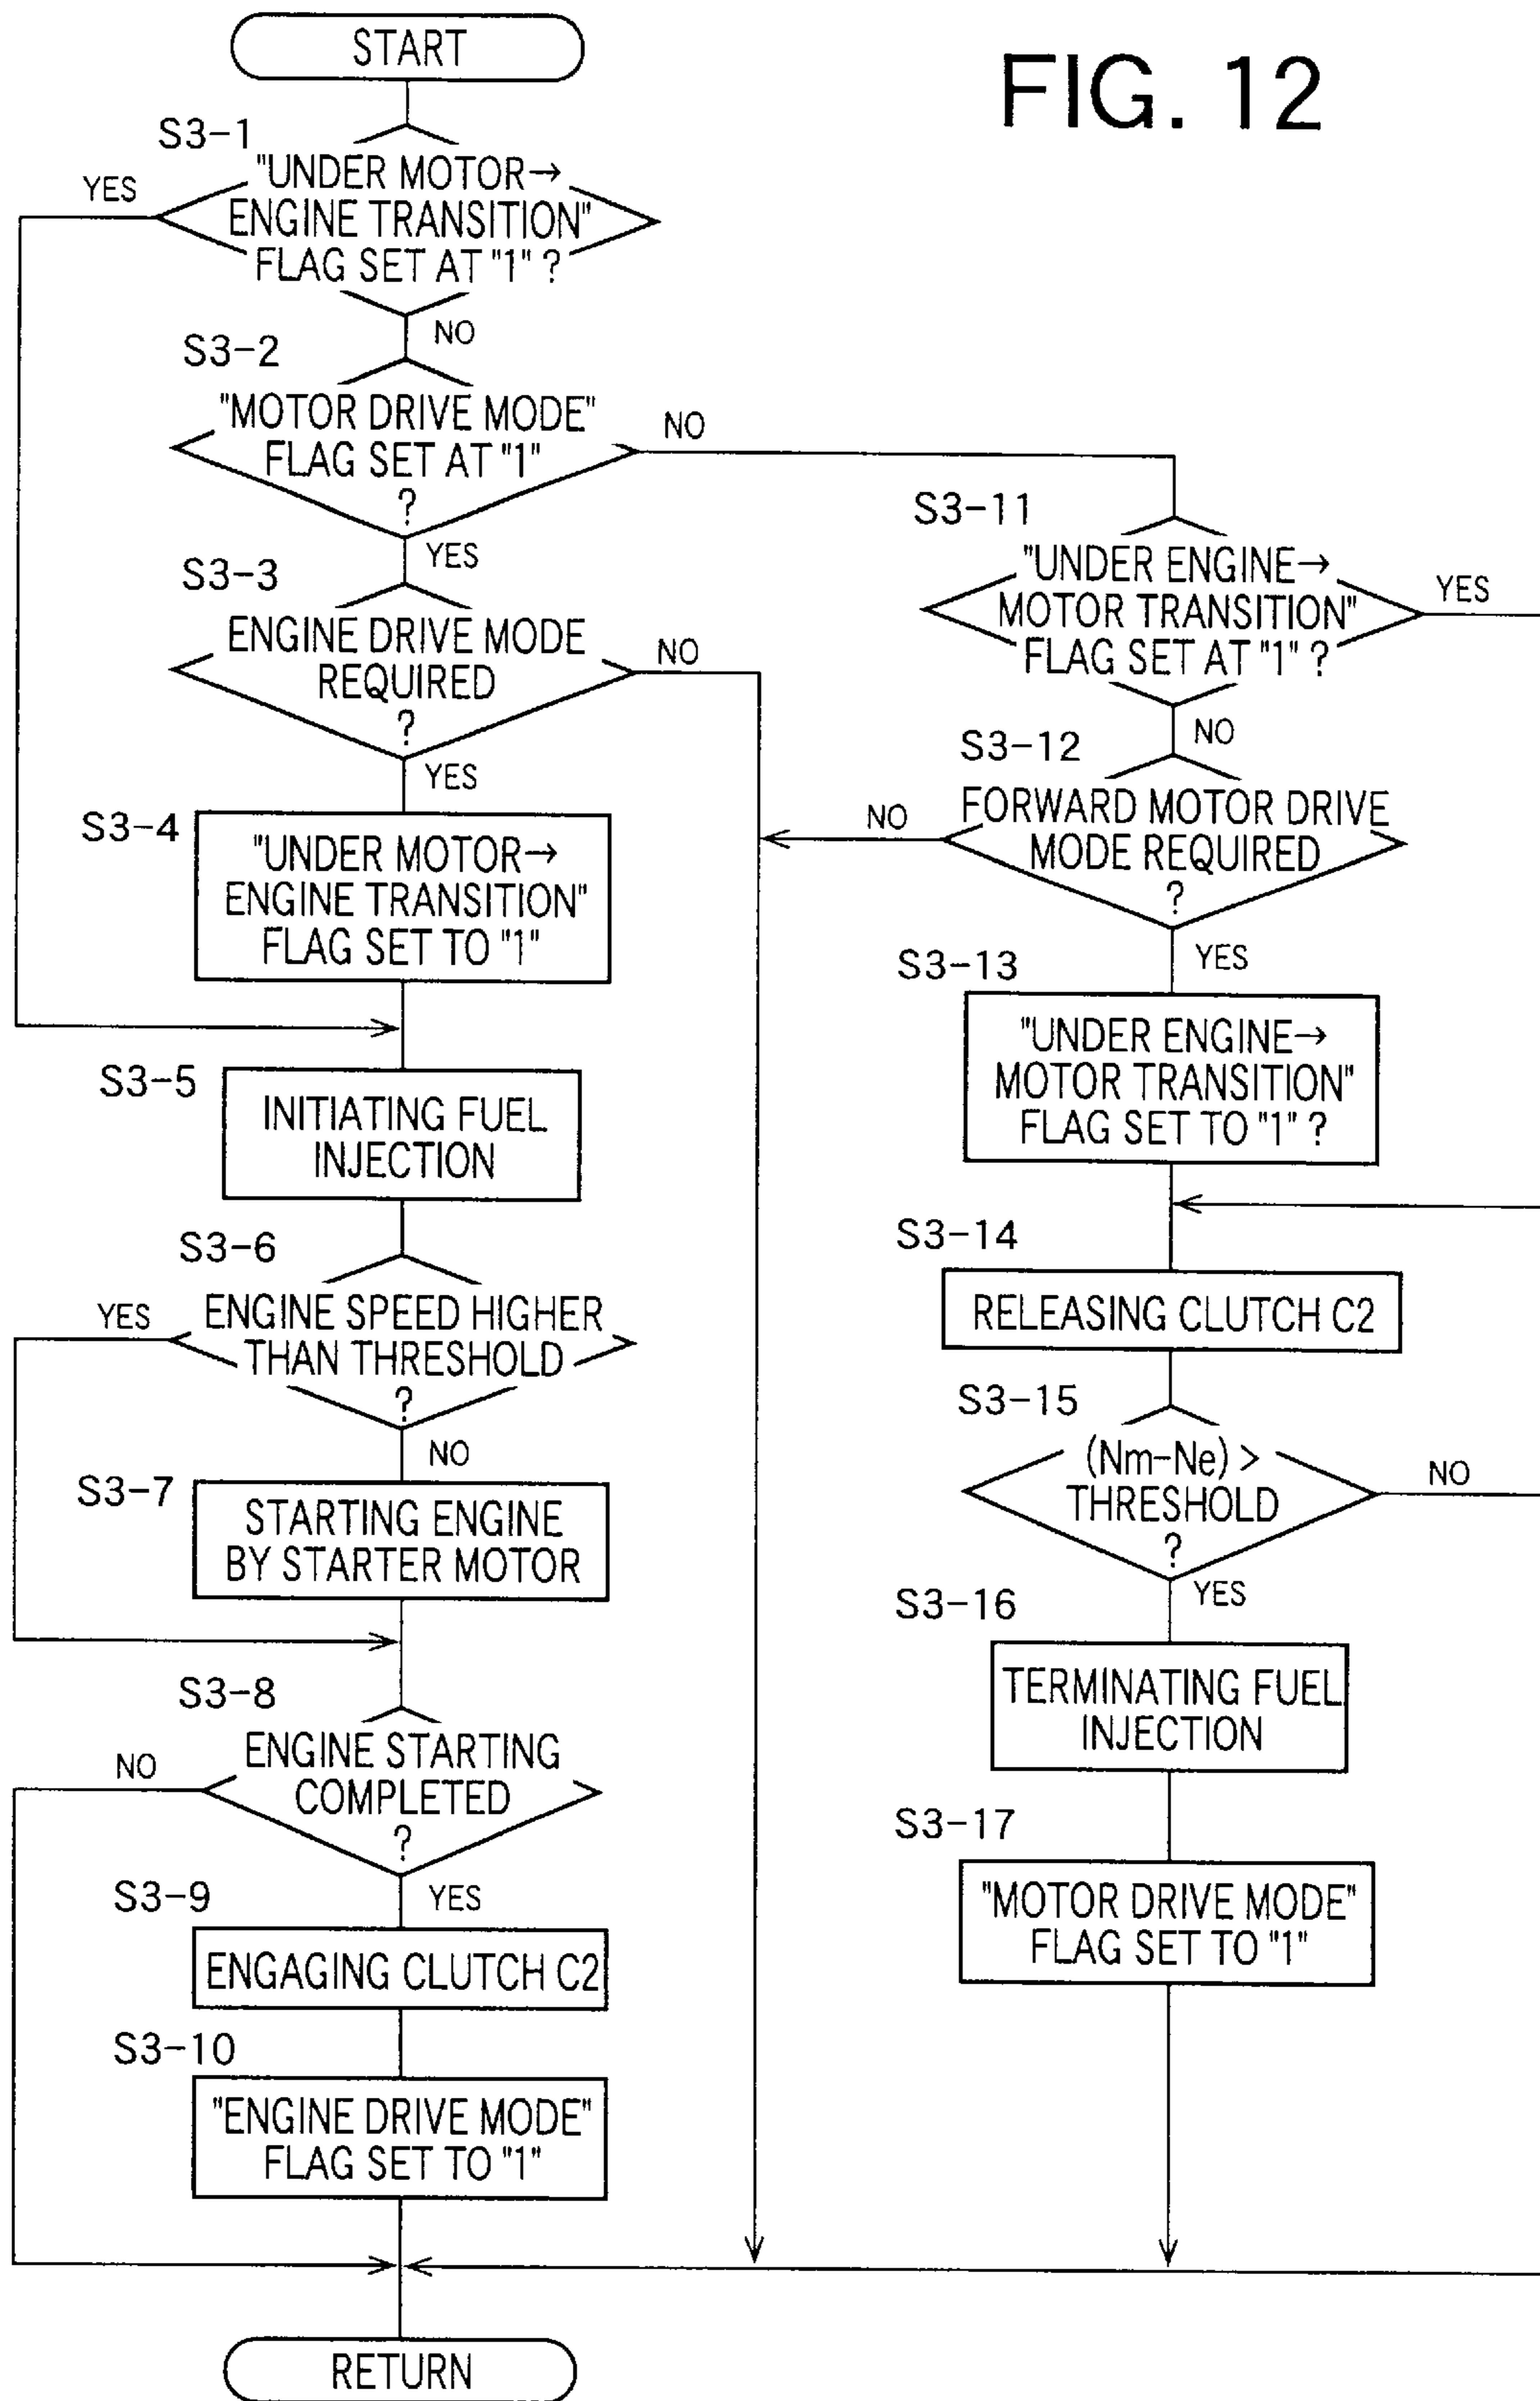 START
FIG. 12
S3-1
"UNDER MOTOR→
ENGINE TRANSITION"
FLAG SET AT "1" ?
YES
NO
S3-2
"MOTOR DRIVE MODE"
FLAG SET AT "1"
?
NO
YES
S3-3
ENGINE DRIVE MODE
REQUIRED
?
NO
YES
S3-4
"UNDER MOTOR→
ENGINE TRANSITION"
FLAG SET TO "1"
S3-5
INITIATING FUEL
INJECTION
S3-6
ENGINE SPEED HIGHER
THAN THRESHOLD
?
YES
NO
S3-7
STARTING ENGINE
BY STARTER MOTOR
S3-8
ENGINE STARTING
COMPLETED
?
NO
YES
S3-9
ENGAGING CLUTCH C2
S3-10
"ENGINE DRIVE MODE"
FLAG SET TO "1"
RETURN
S3-11
"UNDER ENGINE→
MOTOR TRANSITION"
FLAG SET AT "1" ?
YES
NO
S3-12
FORWARD MOTOR DRIVE
MODE REQUIRED
?
NO
YES
S3-13
"UNDER ENGINE→
MOTOR TRANSITION"
FLAG SET TO "1" ?
S3-14
RELEASING CLUTCH C2
S3-15
(Nm-Ne) >
THRESHOLD
?
NO
YES
S3-16
TERMINATING FUEL
INJECTION
S3-17
"MOTOR DRIVE MODE"
FLAG SET TO "1"